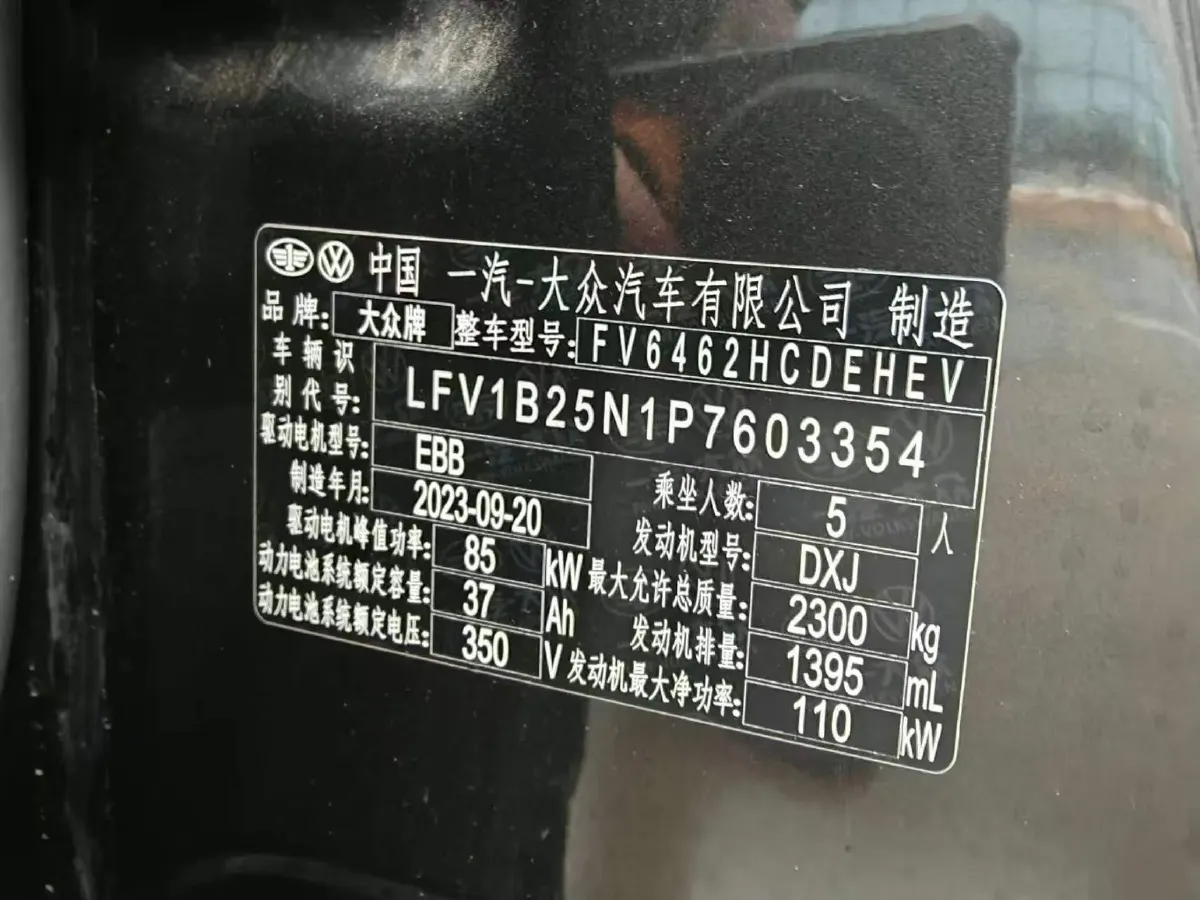 中国 一汽-大众汽车有限公司 制造
品牌: 大众牌 整车型号: FV6462HCDEHEV
车辆识别代号: LFV1B25N1P7603354
驱动电机型号: EBB
制造年月: 2023-09-20
驱动电机峰值功率: 85 kW
动力电池系统额定容量: 37 Ah
动力电池系统额定电压: 350 V
乘坐人数: 5 人
发动机型号: DXJ
最大允许总质量: 2300 kg
发动机排量: 1395 mL
发动机最大净功率: 110 kW